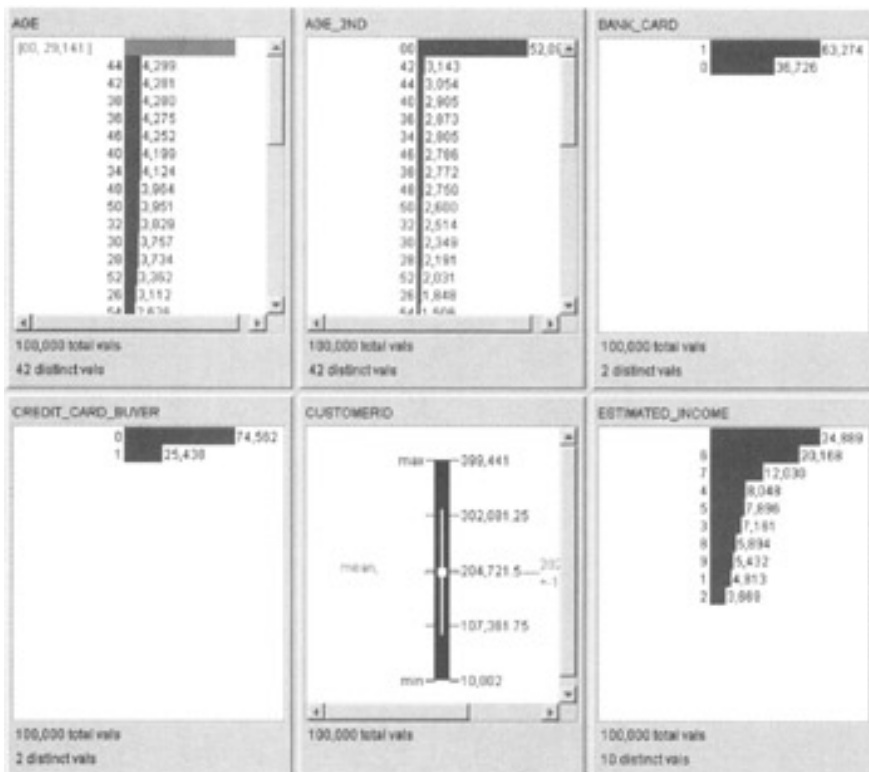 AGE
[00, 29,141]
44 4,299
42 4,281
38 4,280
36 4,275
46 4,252
40 4,199
34 4,124
48 3,964
50 3,951
32 3,829
30 3,757
28 3,734
52 3,362
26 3,112
54
100,000 total vals
42 distinct vals
AGE_2ND
00
42 3,143
44 3,054
40 2,905
36 2,873
34 2,805
46 2,786
38 2,772
48 2,750
50 2,600
32 2,514
30 2,349
28 2,191
52 2,031
26 1,848
54 1,508
100,000 total vals
42 distinct vals
BANK_CARD
1 63,274
0 36,726
100,000 total vals
2 distinct vals
CREDIT_CARD_BUYER
0 74,562
1 25,438
100,000 total vals
2 distinct vals
CUSTOMERID
max 399,441
302,081.25
mean, 204,721.5 202
+-1
107,361.75
min 10,002
100,000 total vals
ESTIMATED_INCOME
24,889
6 20,168
7 12,030
4 8,048
5 7,896
3 7,161
8 5,894
9 5,432
1 4,813
2 3,669
100,000 total vals
10 distinct vals